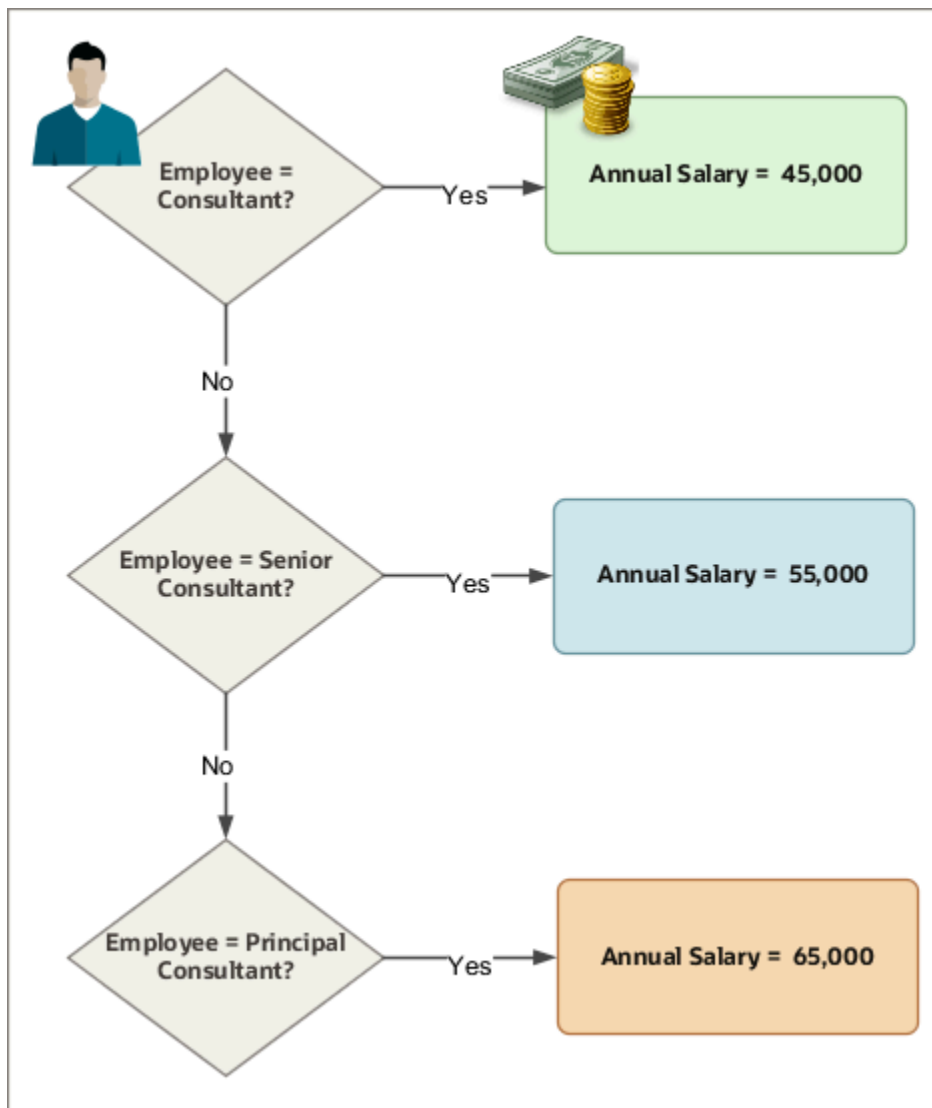 Employee =
Consultant?
Yes
Annual Salary = 45,000
No
Employee = Senior
Consultant?
Yes
Annual Salary = 55,000
No
Employee = Principal
Consultant?
Yes
Annual Salary = 65,000